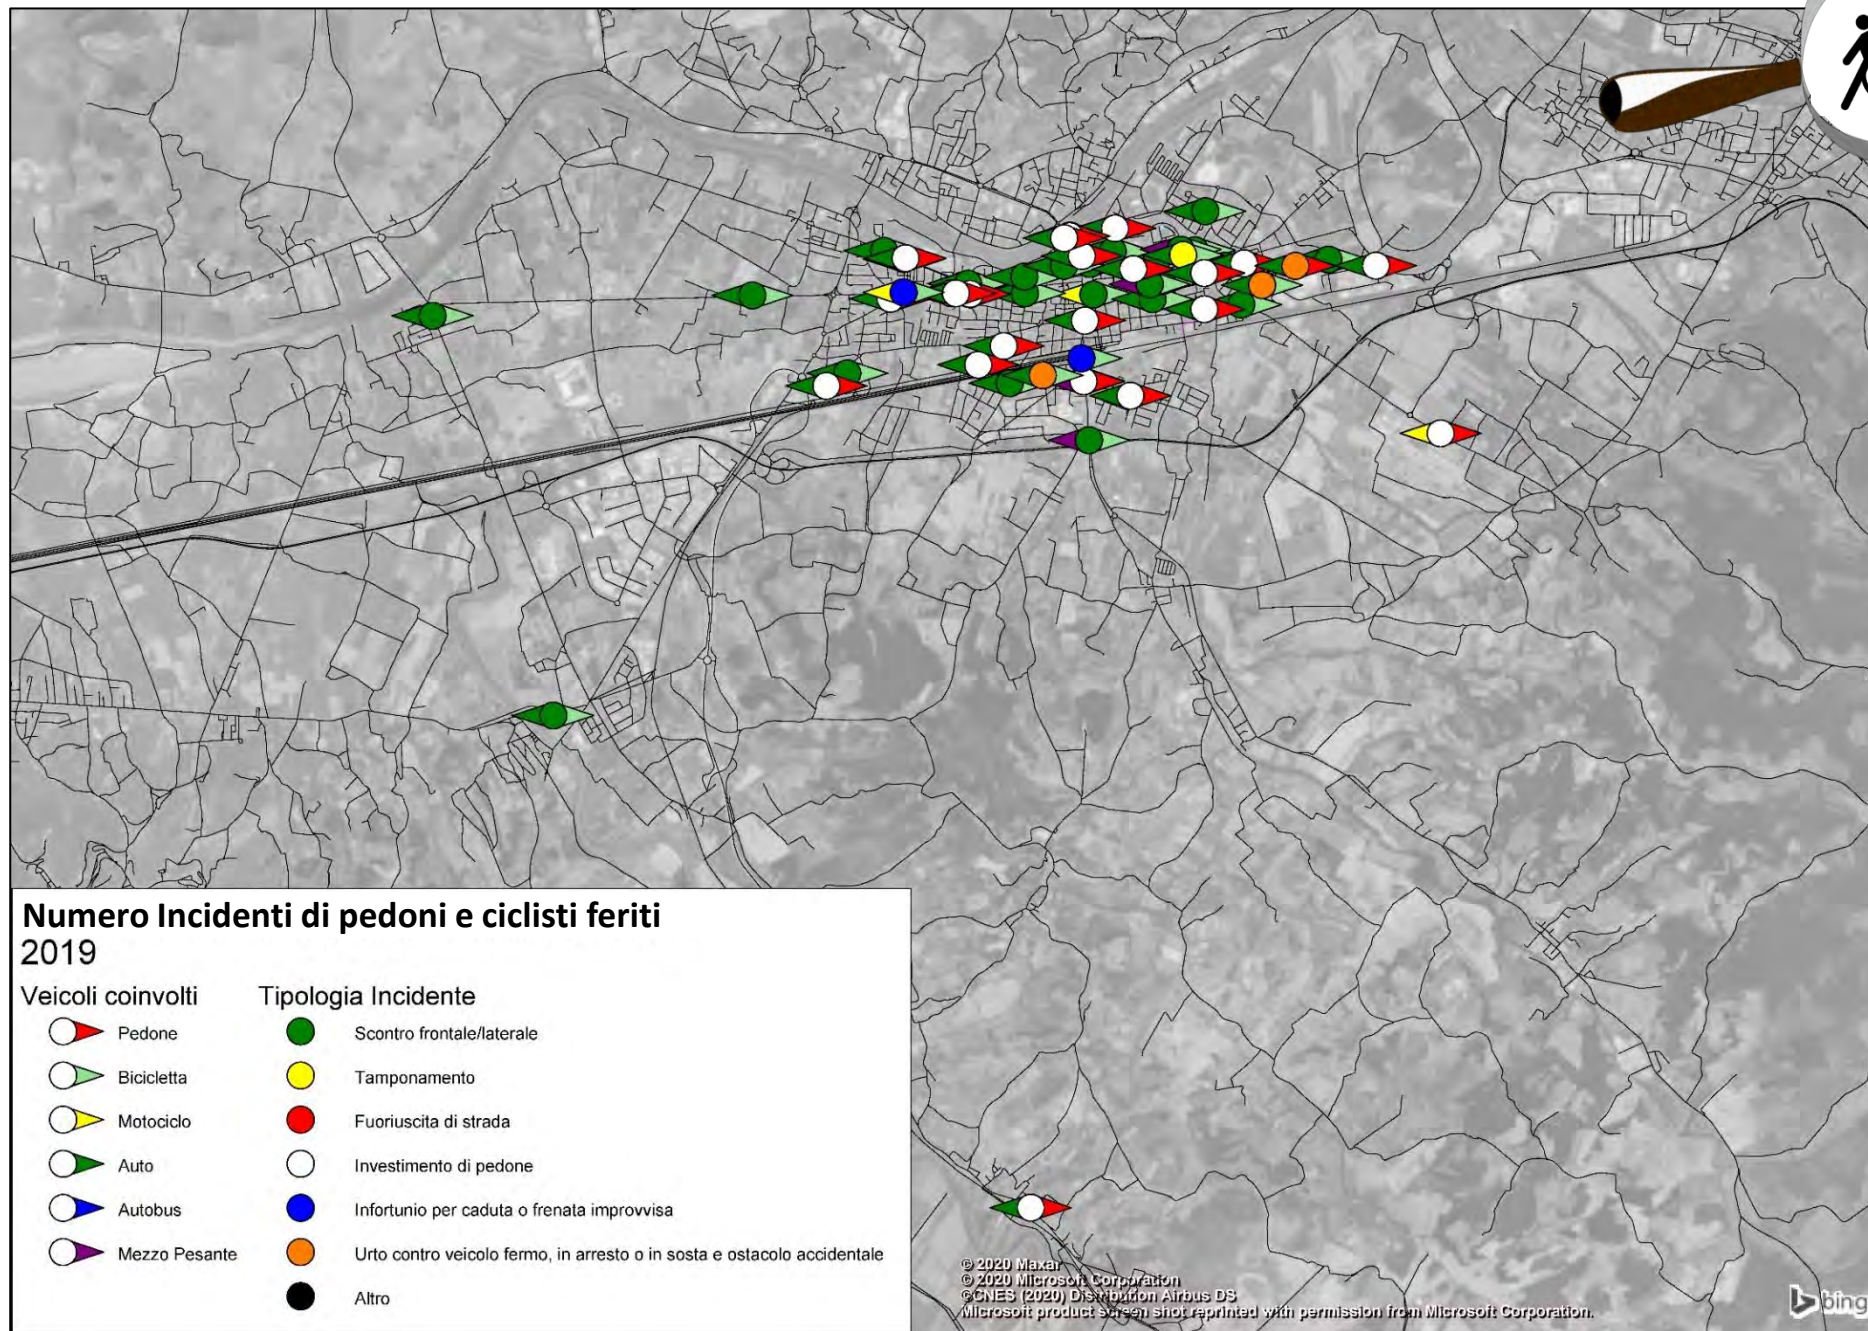 Numero Incidenti di pedoni e ciclisti feriti
2019
Veicoli coinvolti
Pedone
Bicicletta
Motociclo
Auto
Autobus
Mezzo Pesante
Tipologia Incidente
Scontro frontale/laterale
Tamponamento
Fuoriuscita di strada
Investimento di pedone
Infortunio per caduta o frenata improvvisa
Urto contro veicolo fermo, in arresto o in sosta e ostacolo accidentale
Altro
© 2020 Maxar
© 2020 Microsoft Corporation
©CNES (2020) Distribution Airbus DS
Microsoft product screen shot reprinted with permission from Microsoft Corporation.
bing